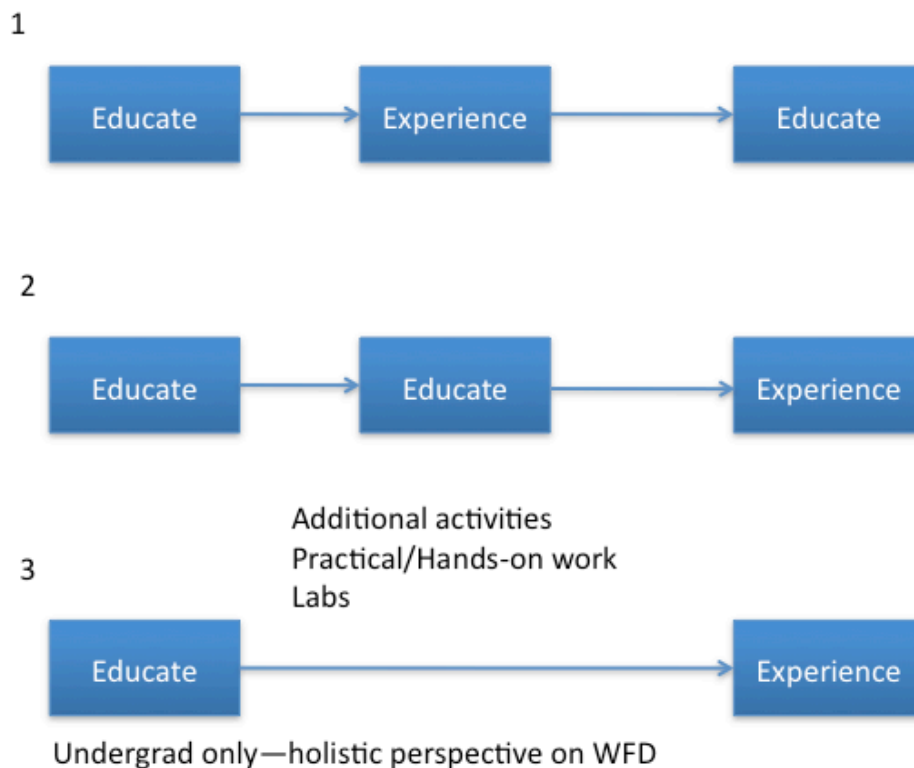 1
Educate
Experience
Educate
2
Educate
Educate
Experience
Additional activities
Practical/Hands-on work
Labs
3
Educate
Experience
Undergrad only—holistic perspective on WFD